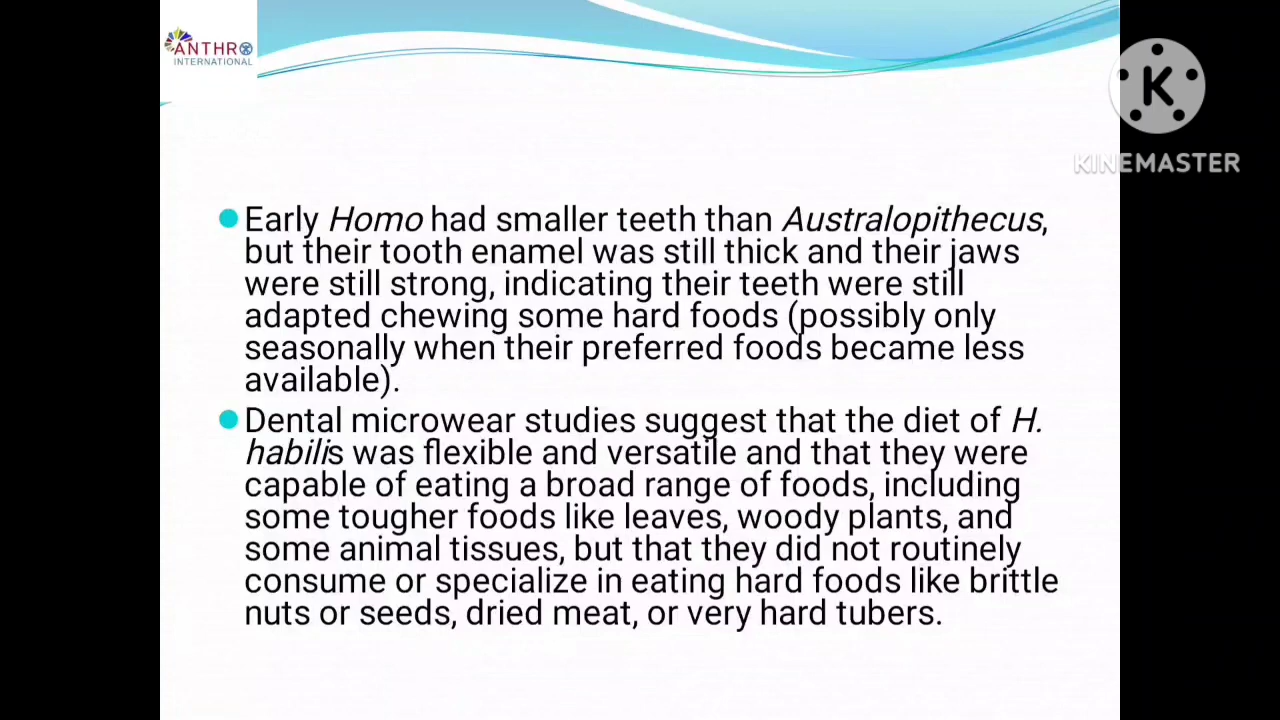 ANTHRO
INTERNATIONAL
K
KINEMASTER
Early Homo had smaller teeth than Australopithecus,
but their tooth enamel was still thick and their jaws
were still strong, indicating their teeth were still
adapted chewing some hard foods (possibly only
seasonally when their preferred foods became less
available).
Dental microwear studies suggest that the diet of H.
habilis was flexible and versatile and that they were
capable of eating a broad range of foods, including
some tougher foods like leaves, woody plants, and
some animal tissues, but that they did not routinely
consume or specialize in eating hard foods like brittle
nuts or seeds, dried meat, or very hard tubers.